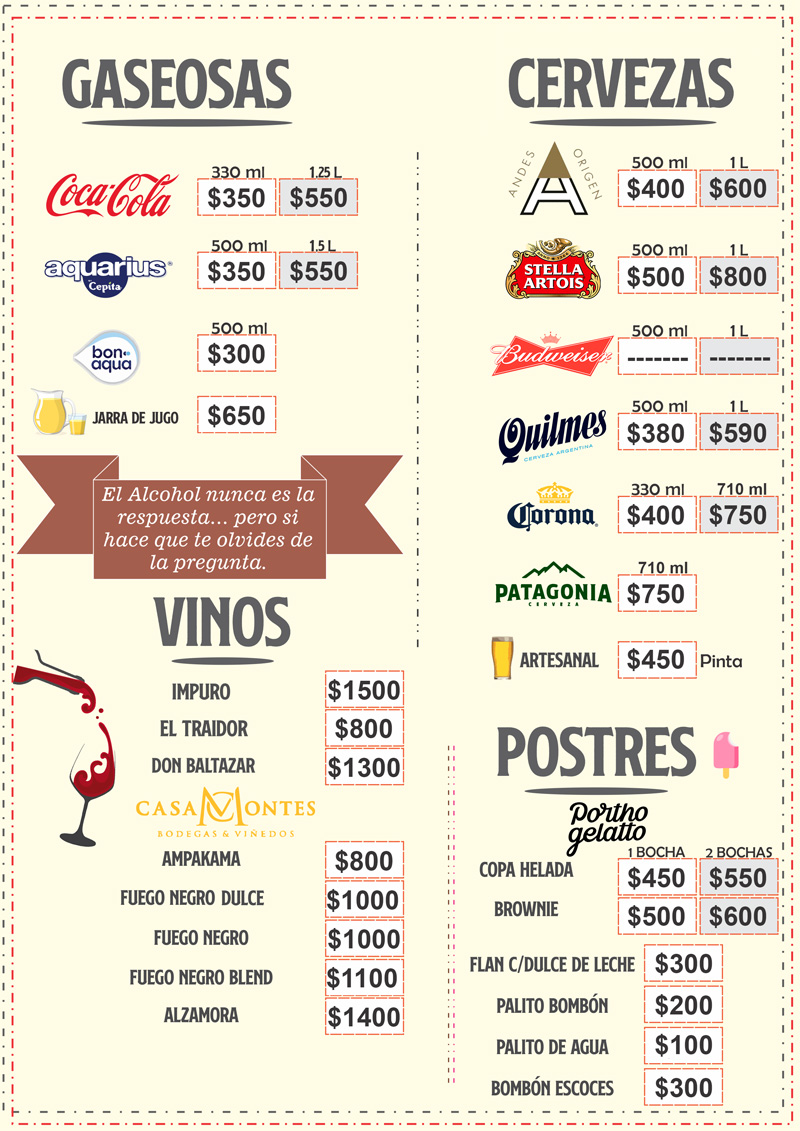 GASEOSAS
330 ml 1.25 L
Coca-Cola $350 $550
500 ml 1.5 L
aquarius® $350 $550
Cepita
500 ml
bon aqua $300
JARRA DE JUGO $650
El Alcohol nunca es la
respuesta... pero si
hace que te olvides de
la pregunta.
VINOS
IMPURO $1500
EL TRAIDOR $800
DON BALTAZAR $1300
CASA MONTES
BODEGAS & VIÑEDOS
AMPAKAMA $800
FUEGO NEGRO DULCE $1000
FUEGO NEGRO $1000
FUEGO NEGRO BLEND $1100
ALZAMORA $1400
CERVEZAS
500 ml 1 L
ANDES ORIGEN $400 $600
500 ml 1 L
STELLA ARTOIS $500 $800
500 ml 1 L
Budweiser ------- -------
500 ml 1 L
Quilmes $380 $590
CERVEZA ARGENTINA
330 ml 710 ml
Corona $400 $750
710 ml
PATAGONIA $750
CERVEZA
ARTESANAL $450 Pinta
POSTRES
Portho
gelatto
1 BOCHA 2 BOCHAS
COPA HELADA $450 $550
BROWNIE $500 $600
FLAN C/DULCE DE LECHE $300
PALITO BOMBÓN $200
PALITO DE AGUA $100
BOMBÓN ESCOCES $300